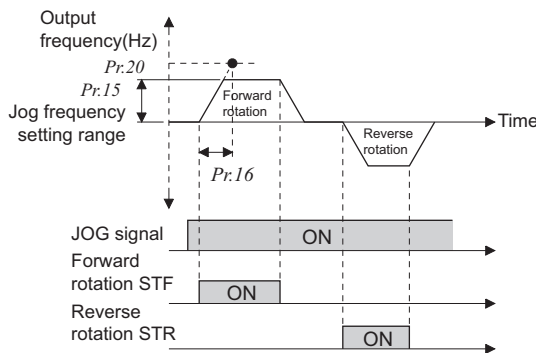 Output
frequency(Hz)
Pr.20
Pr.15
Jog frequency
setting range
Forward
rotation
Time
Reverse
rotation
Pr.16
JOG signal
ON
Forward
rotation STF
ON
Reverse
rotation STR
ON